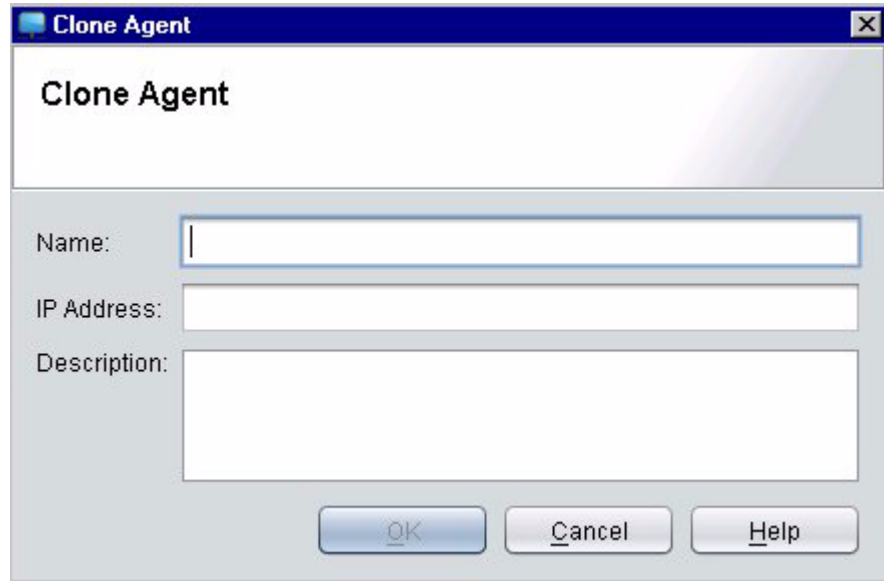 Clone Agent
Clone Agent
Name:
IP Address:
Description:
OK Cancel Help